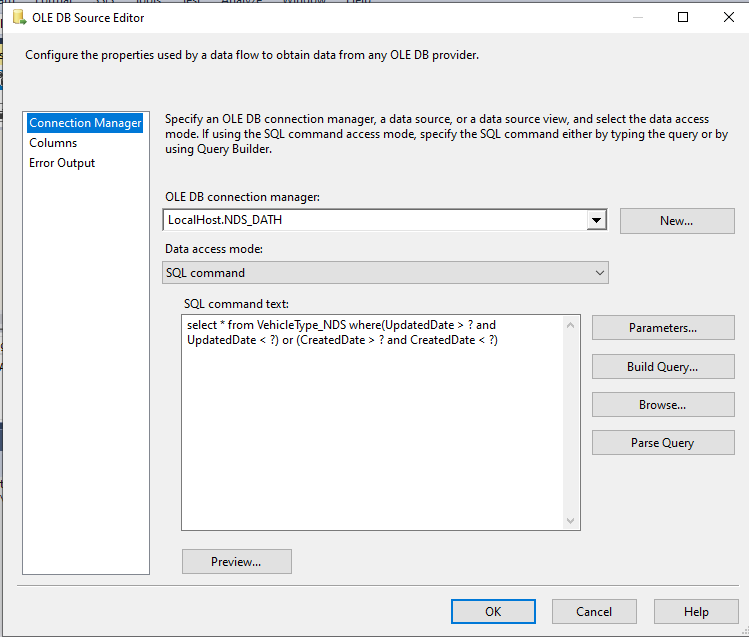 OLE DB Source Editor
Configure the properties used by a data flow to obtain data from any OLE DB provider.
Connection Manager
Columns
Error Output
Specify an OLE DB connection manager, a data source, or a data source view, and select the data access
mode. If using the SQL command access mode, specify the SQL command either by typing the query or by
using Query Builder.
OLE DB connection manager:
LocalHost.NDS_DATH
New...
Data access mode:
SQL command
SQL command text:
select * from VehicleType_NDS where(UpdatedDate > ? and
UpdatedDate < ?) or (CreatedDate > ? and CreatedDate < ?)
Parameters...
Build Query...
Browse...
Parse Query
Preview...
OK
Cancel
Help